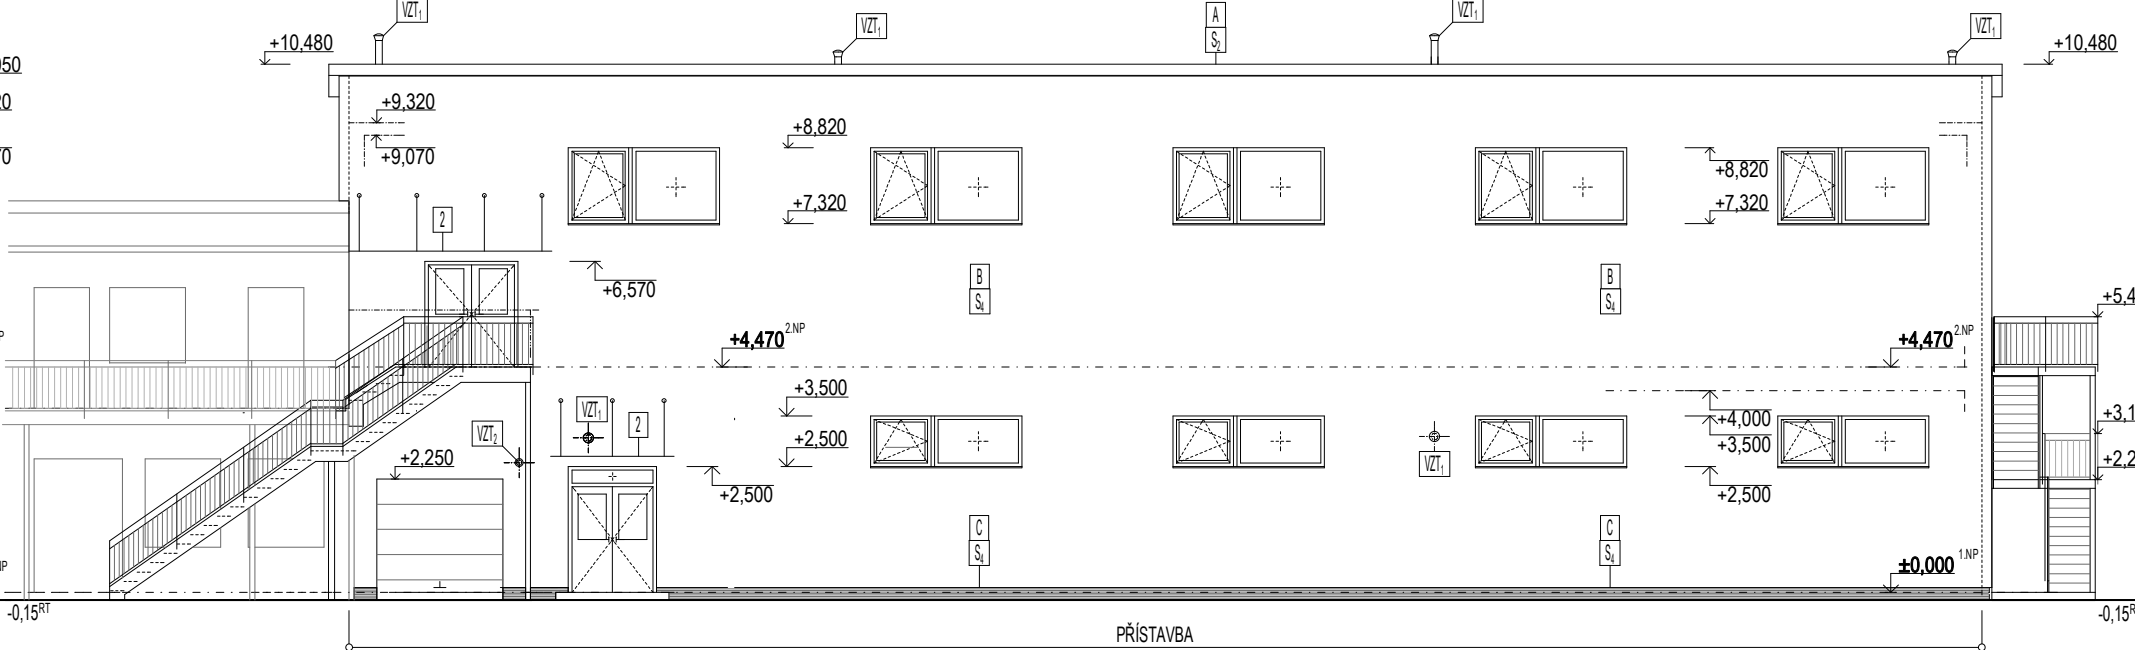 VZT₁
VZT₁
A
S₂
VZT₁
VZT₁
+10,480
+10,480
+9,320
+9,070
+8,820
+7,320
+8,820
+7,320
2
+6,570
B
S₄
B
S₄
+4,470 2.NP
+4,470 2.NP
+3,500
+2,500
+4,000
+3,500
+2,500
VZT₁
2
VZT₂
VZT₁
+2,250
+2,500
C
S₄
C
S₄
±0,000 1.NP
-0,15RT
PŘÍSTAVBA